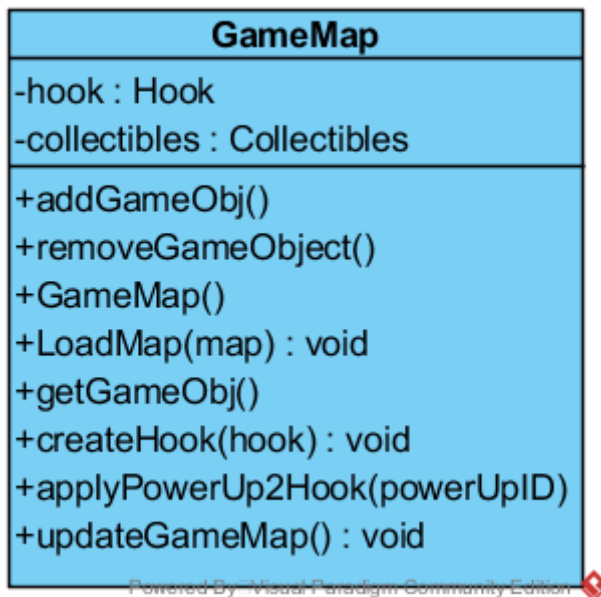 GameMap
-hook : Hook
-collectibles : Collectibles
+addGameObj()
+removeGameObject()
+GameMap()
+LoadMap(map) : void
+getGameObj()
+createHook(hook) : void
+applyPowerUp2Hook(powerUpID)
+updateGameMap() : void
Powered By Visual Paradigm Community Edition